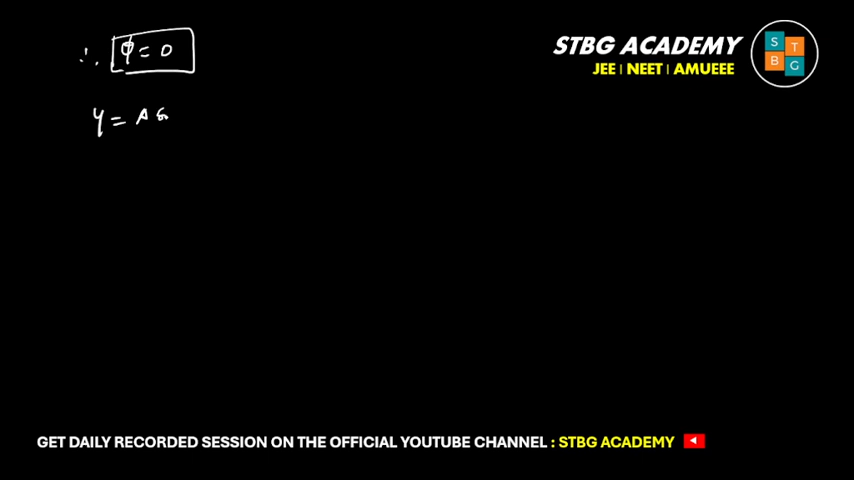 ∴ φ = 0
STBG ACADEMY
JEE | NEET | AMUEEE
S T
B G
y = A
GET DAILY RECORDED SESSION ON THE OFFICIAL YOUTUBE CHANNEL : STBG ACADEMY